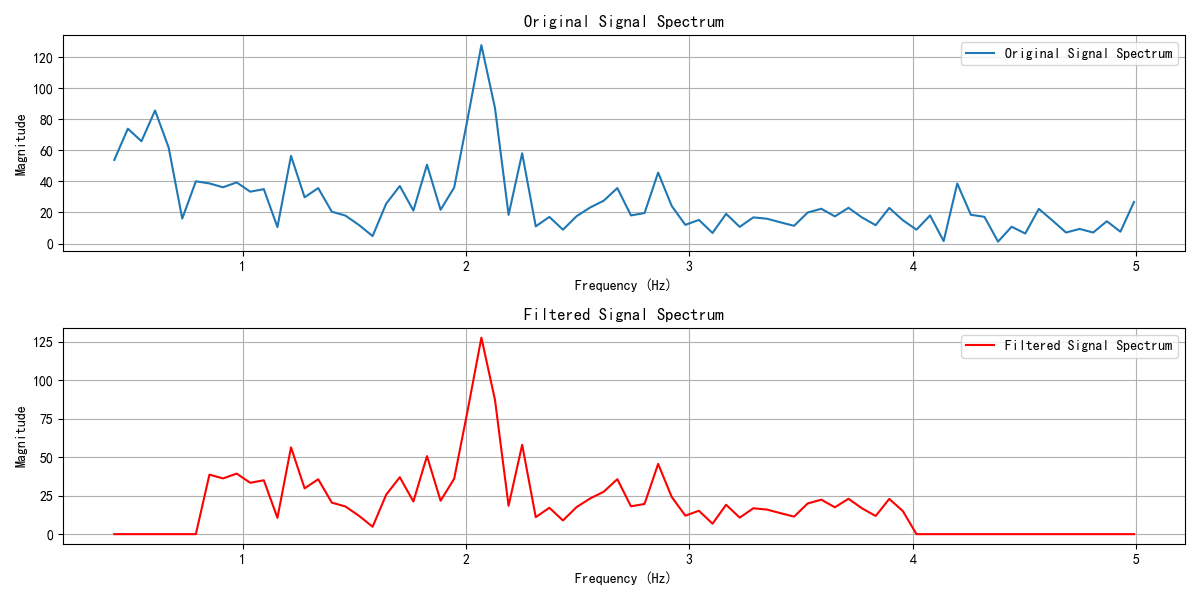 Original Signal Spectrum
Original Signal Spectrum
Magnitude
120
100
80
60
40
20
0
1 2 3 4 5
Frequency (Hz)
Filtered Signal Spectrum
Filtered Signal Spectrum
Magnitude
125
100
75
50
25
0
1 2 3 4 5
Frequency (Hz)